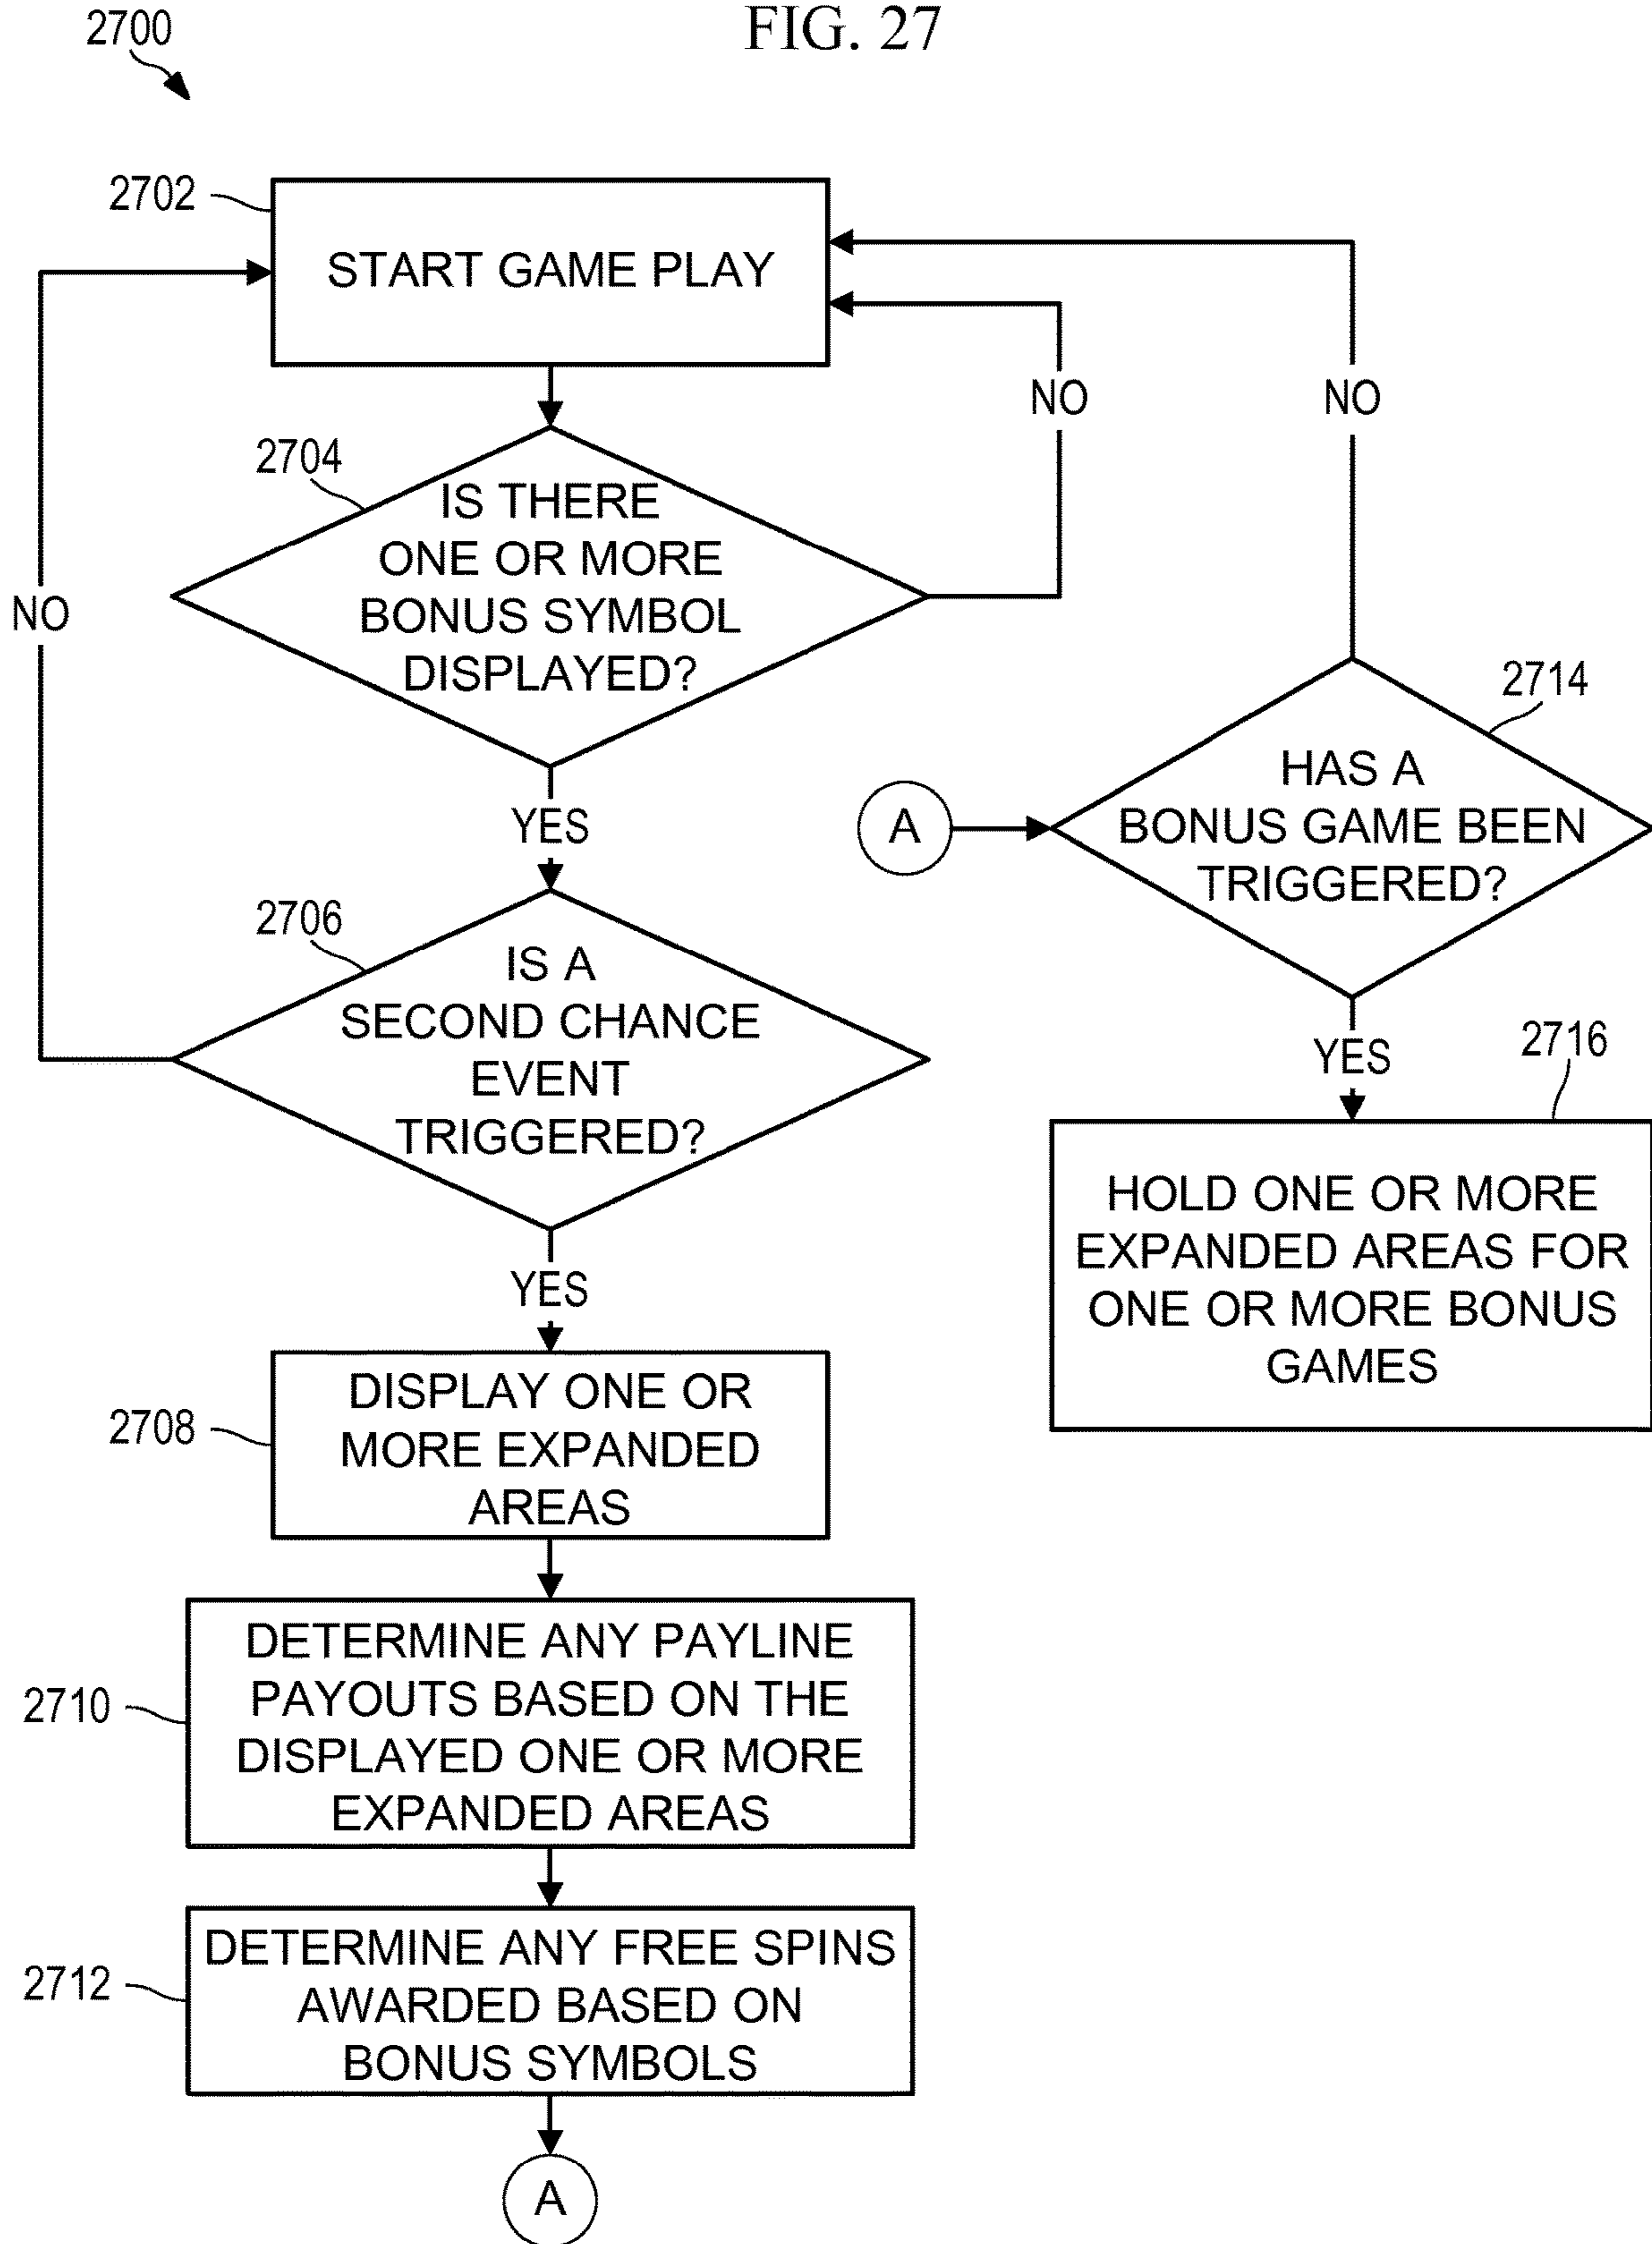 FIG. 27
2700
2702
START GAME PLAY
NO
NO
NO
2704
IS THERE
ONE OR MORE
BONUS SYMBOL
DISPLAYED?
YES
2706
IS A
SECOND CHANCE
EVENT
TRIGGERED?
YES
2708
DISPLAY ONE OR
MORE EXPANDED
AREAS
2710
DETERMINE ANY PAYLINE
PAYOUTS BASED ON THE
DISPLAYED ONE OR MORE
EXPANDED AREAS
2712
DETERMINE ANY FREE SPINS
AWARDED BASED ON
BONUS SYMBOLS
A
A
2714
HAS A
BONUS GAME BEEN
TRIGGERED?
YES
2716
HOLD ONE OR MORE
EXPANDED AREAS FOR
ONE OR MORE BONUS
GAMES